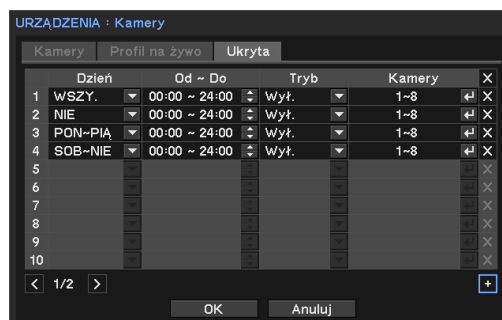 URZĄDZENIA : Kamery
Kamery Profil na żywo Ukryta
Dzień Od ~ Do Tryb Kamery X
1 WSZY. 00:00 ~ 24:00 Wył. 1~8 X
2 NIE 00:00 ~ 24:00 Wył. 1~8 X
3 PON~PIĄ 00:00 ~ 24:00 Wył. 1~8 X
4 SOB~NIE 00:00 ~ 24:00 Wył. 1~8 X
5 X
6 X
7 X
8 X
9 X
10 X
< 1/2 > +
OK Anuluj